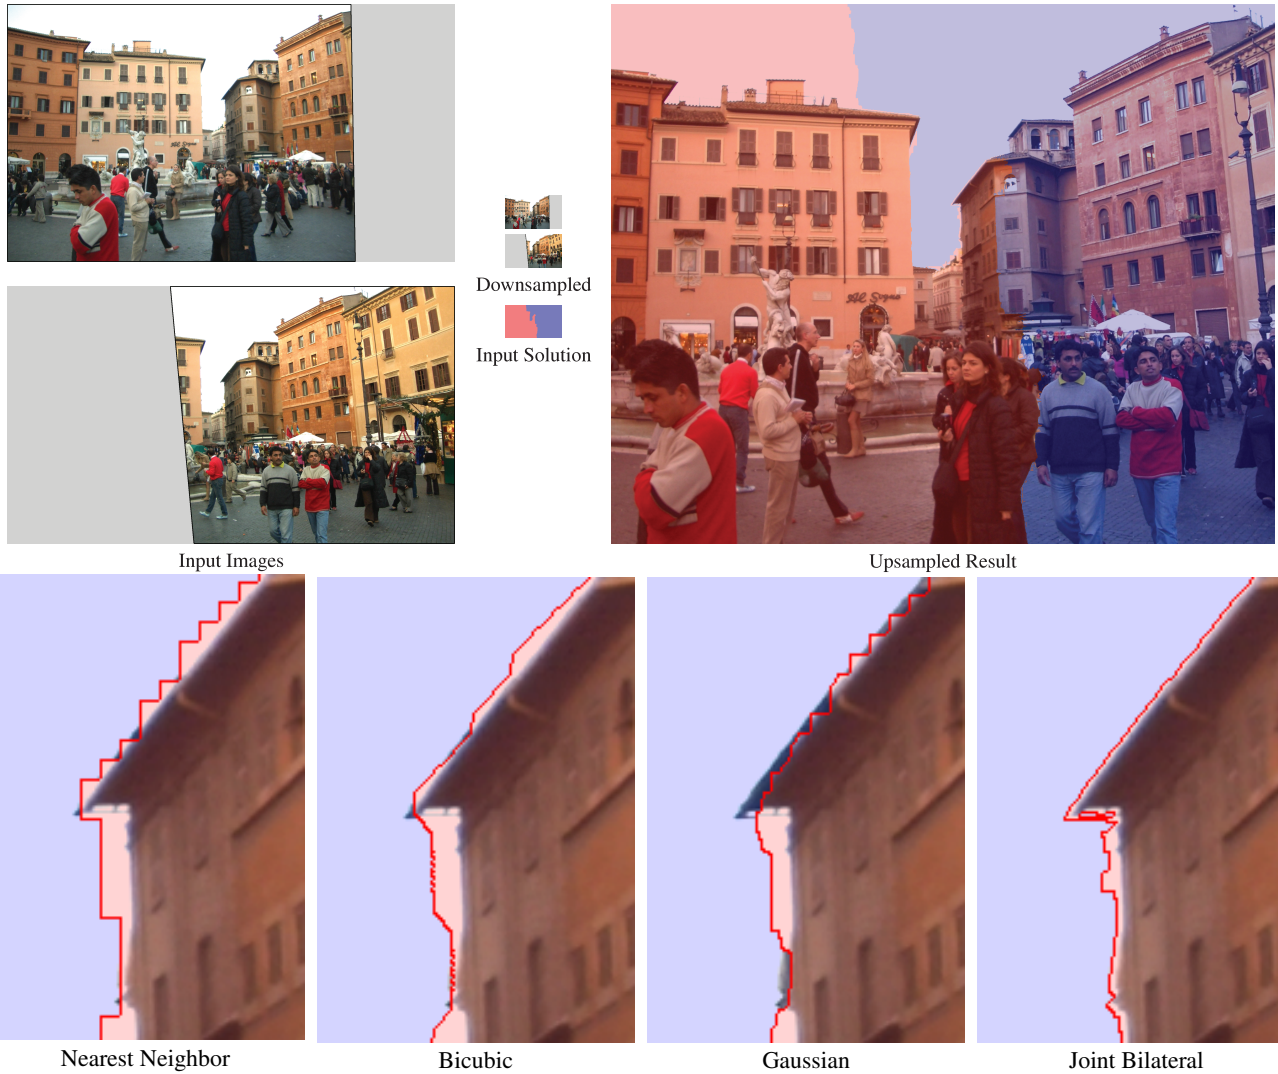 Downsampled
Input Solution
Input Images
Upsampled Result
Nearest Neighbor
Bicubic
Gaussian
Joint Bilateral